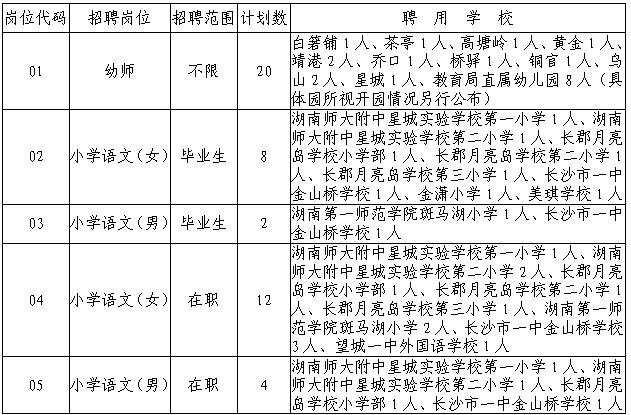 岗位代码 招聘岗位 招聘范围 计划数 聘 用 学 校
01 幼师 不限 20
白箬铺1人、茶亭1人、高塘岭1人、黄金1人、
靖港2人、乔口1人、桥驿1人、铜官1人、乌
山2人、星城1人、教育局直属幼儿园8人（具
体园所视开园情况另行公布）
02 小学语文(女) 毕业生 8
湖南师大附中星城实验学校第一小学1人、湖南
师大附中星城实验学校第二小学1人、长郡月亮
岛学校小学部1人、长郡月亮岛学校第二小学1
人、长郡月亮岛学校第三小学1人、长沙市一中
金山桥学校1人、金潇小学1人、美琪学校1人
03 小学语文(男) 毕业生 2
湖南第一师范学院斑马湖小学1人、长沙市一中
金山桥学校1人
04 小学语文(女) 在职 12
湖南师大附中星城实验学校第一小学1人、湖南
师大附中星城实验学校第二小学2人、长郡月亮
岛学校小学部1人、长郡月亮岛学校第二小学1
人、长郡月亮岛学校第三小学1人、湖南第一师
范学院斑马湖小学2人、长沙市一中金山桥学校
3人、望城一中外国语学校1人
05 小学语文(男) 在职 4
湖南师大附中星城实验学校第一小学1人、湖南
师大附中星城实验学校第二小学1人、长郡月亮
岛学校小学部1人、长沙市一中金山桥学校1人